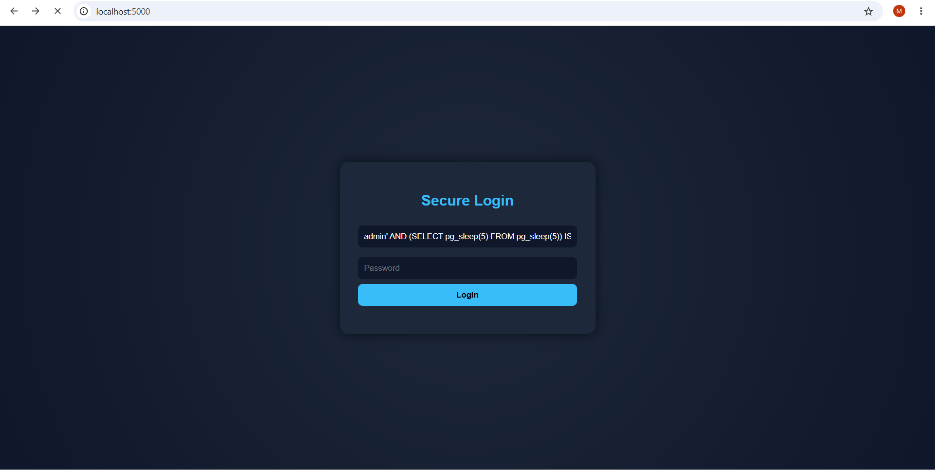 localhost:5000
M
Secure Login
admin' AND (SELECT pg_sleep(5) FROM pg_sleep(5)) IS
Password
Login